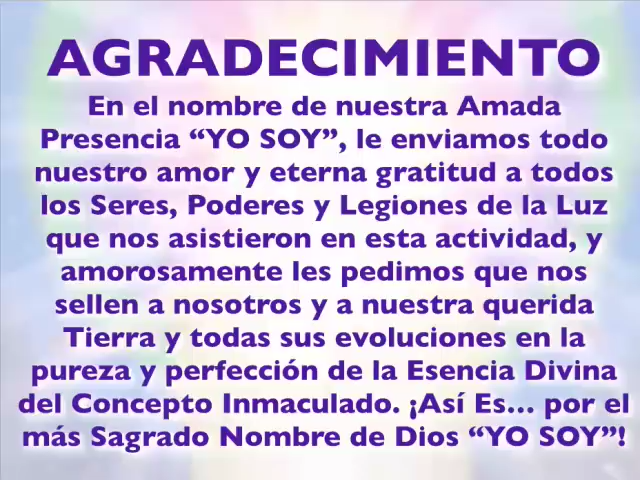 AGRADECIMIENTO
En el nombre de nuestra Amada
Presencia “YO SOY”, le enviamos todo
nuestro amor y eterna gratitud a todos
los Seres, Poderes y Legiones de la Luz
que nos asistieron en esta actividad, y
amorosamente les pedimos que nos
sellen a nosotros y a nuestra querida
Tierra y todas sus evoluciones en la
pureza y perfección de la Esencia Divina
del Concepto Inmaculado. ¡Así Es... por el
más Sagrado Nombre de Dios “YO SOY”!